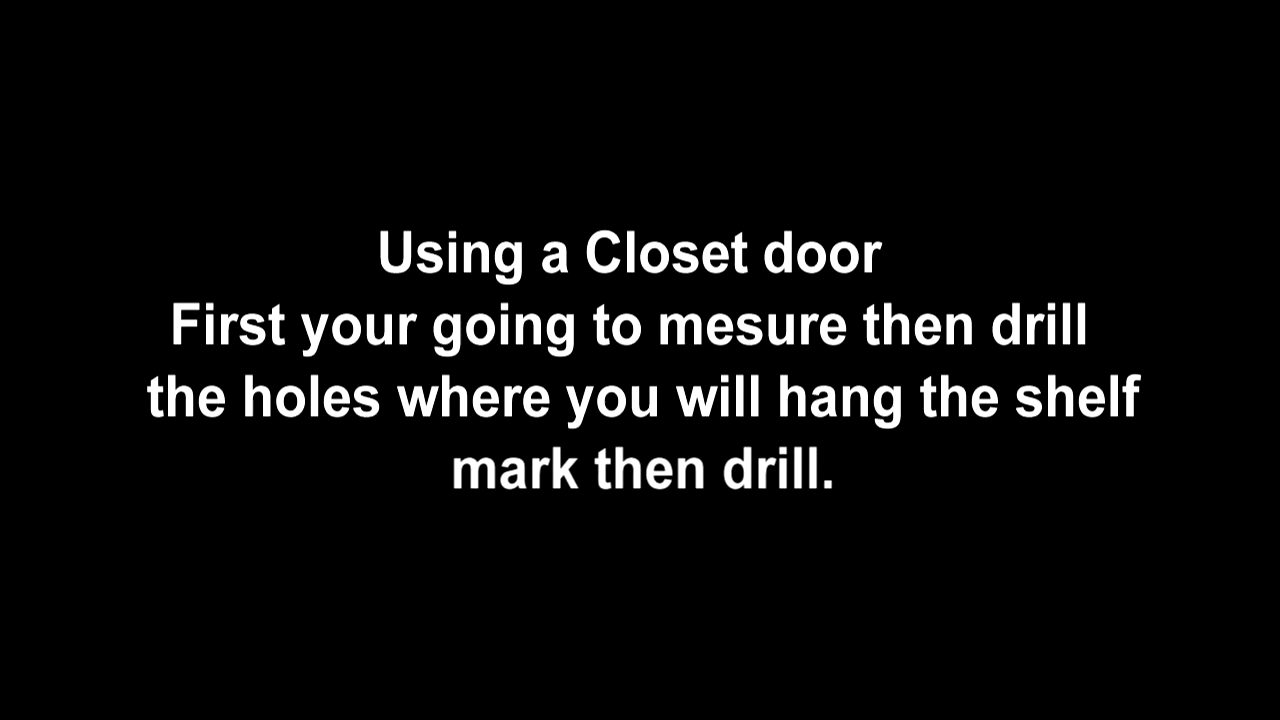 Using a Closet door
First your going to mesure then drill
the holes where you will hang the shelf
mark then drill.